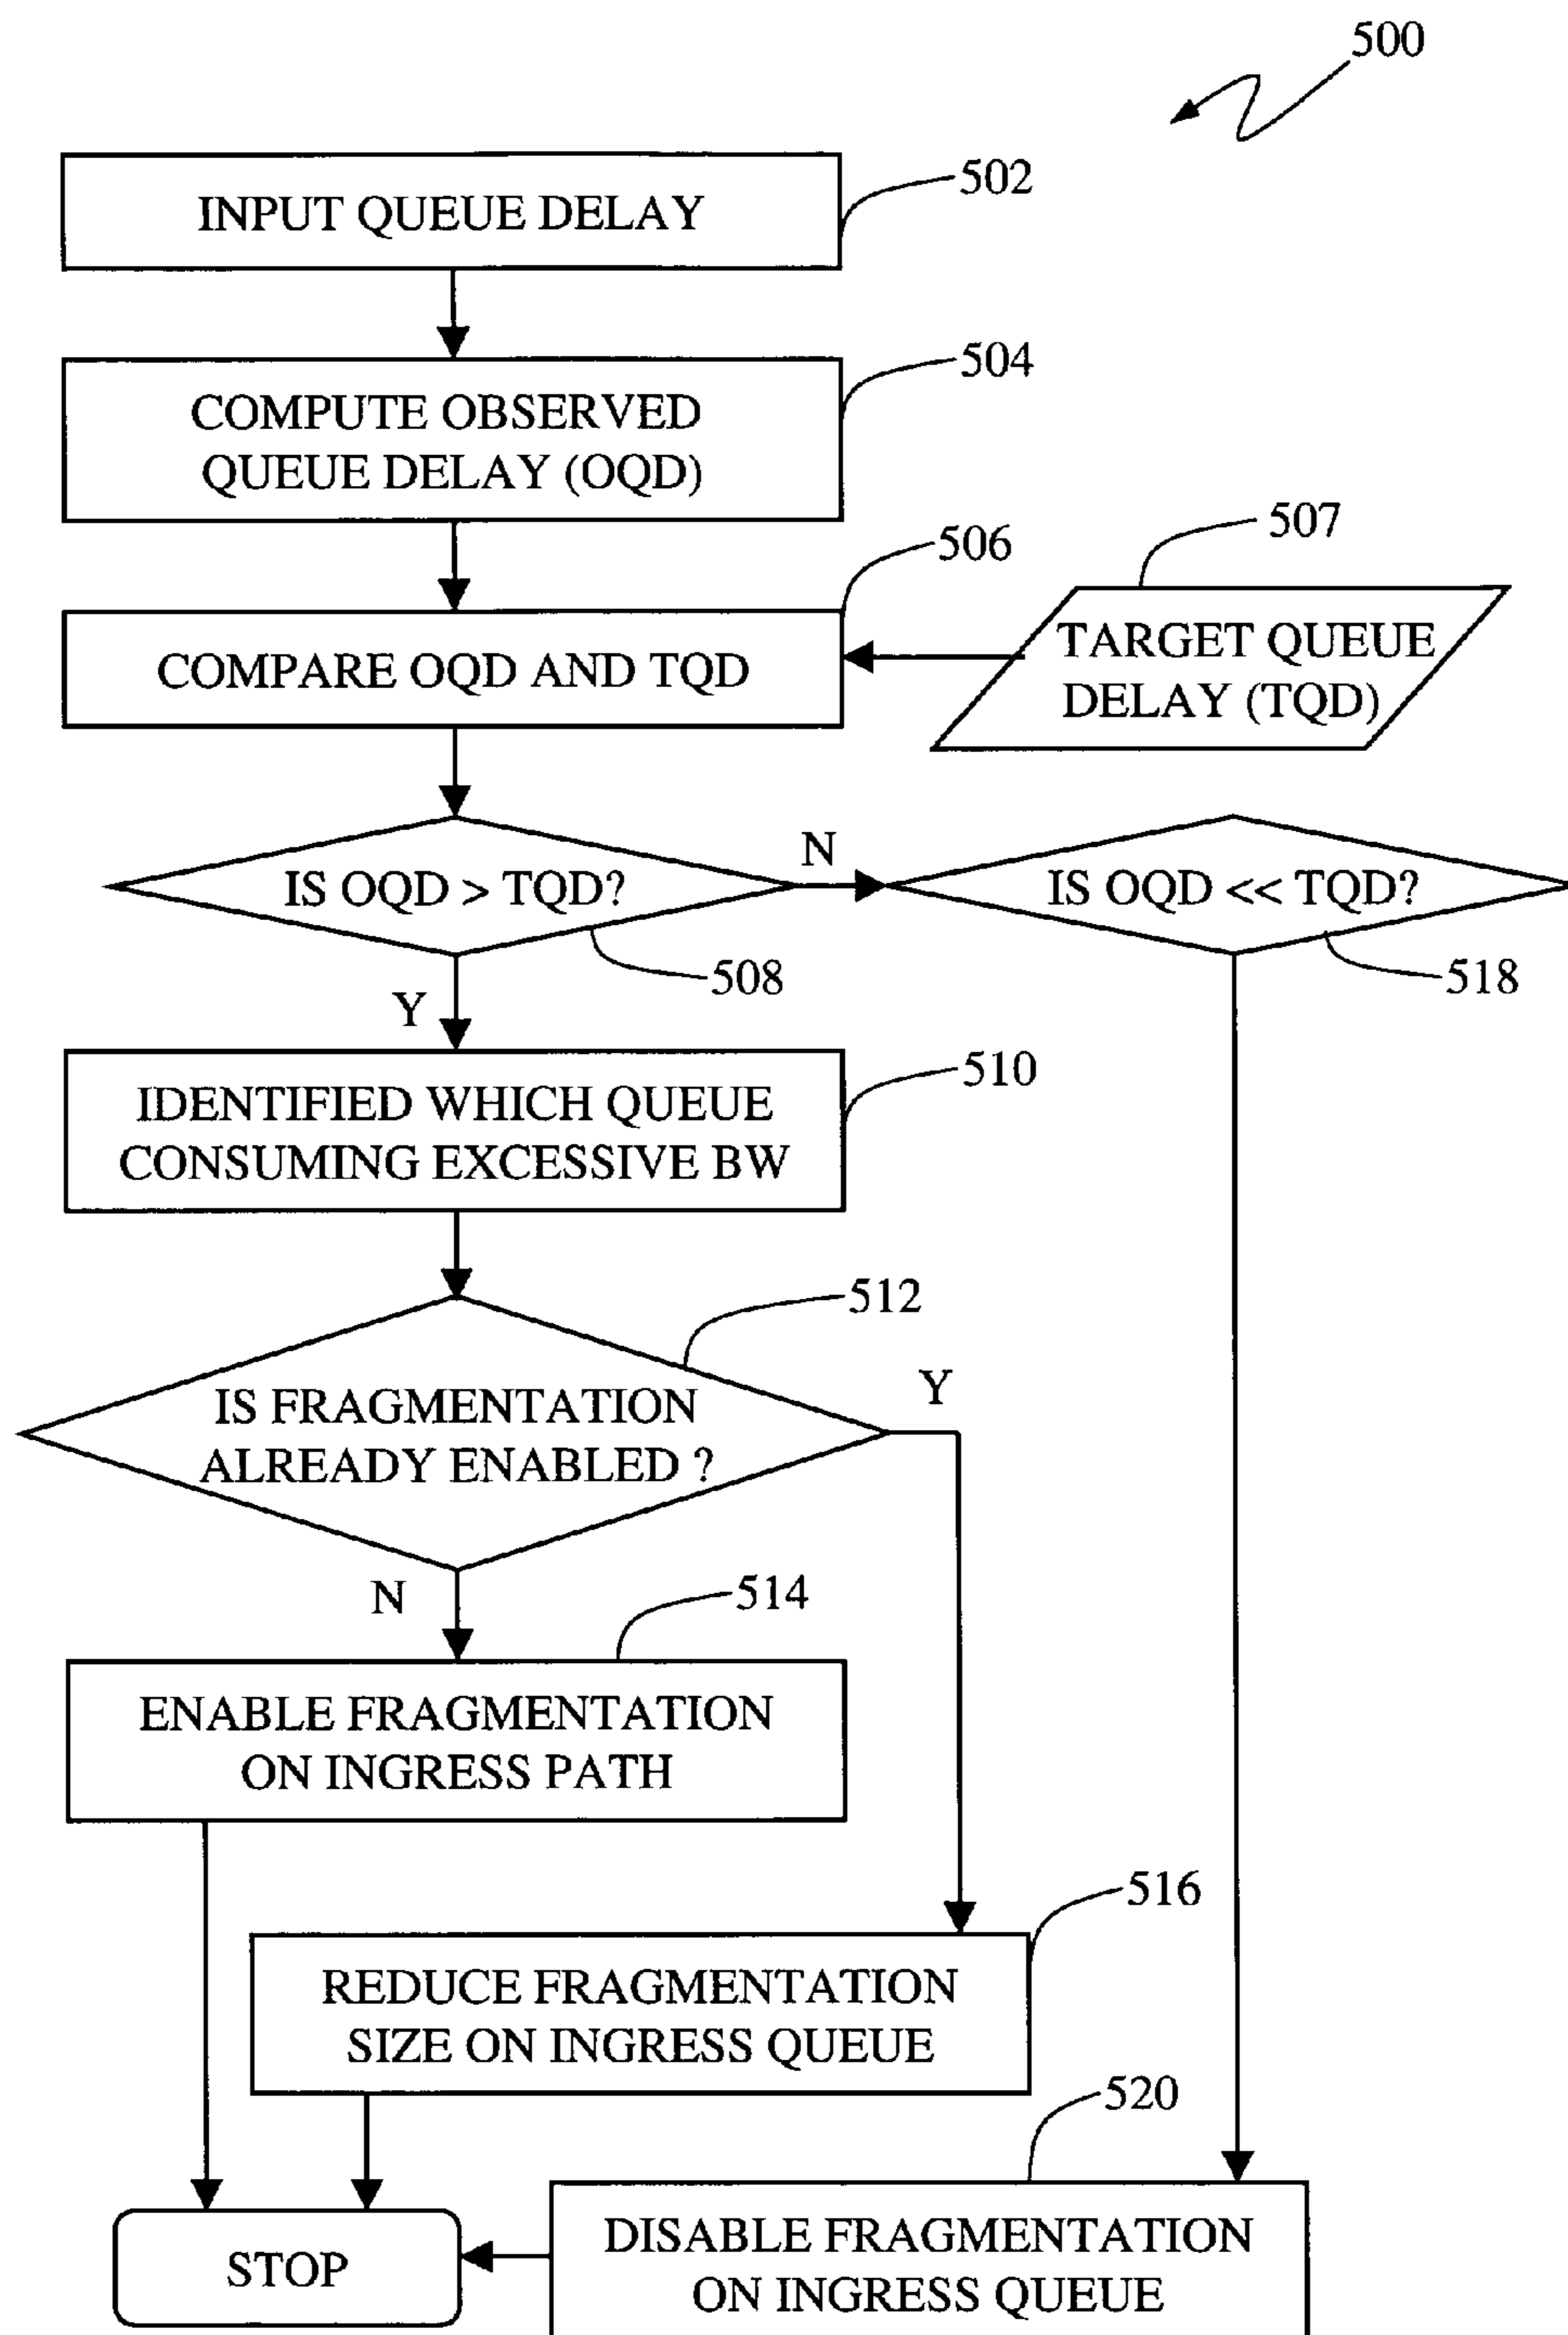 500
INPUT QUEUE DELAY
502
COMPUTE OBSERVED
QUEUE DELAY (OQD)
504
COMPARE OQD AND TQD
506
507
TARGET QUEUE
DELAY (TQD)
IS OQD > TQD?
N
508
IS OQD << TQD?
518
Y
IDENTIFIED WHICH QUEUE
CONSUMING EXCESSIVE BW
510
512
IS FRAGMENTATION
ALREADY ENABLED ?
Y
N
514
ENABLE FRAGMENTATION
ON INGRESS PATH
516
REDUCE FRAGMENTATION
SIZE ON INGRESS QUEUE
520
DISABLE FRAGMENTATION
ON INGRESS QUEUE
STOP